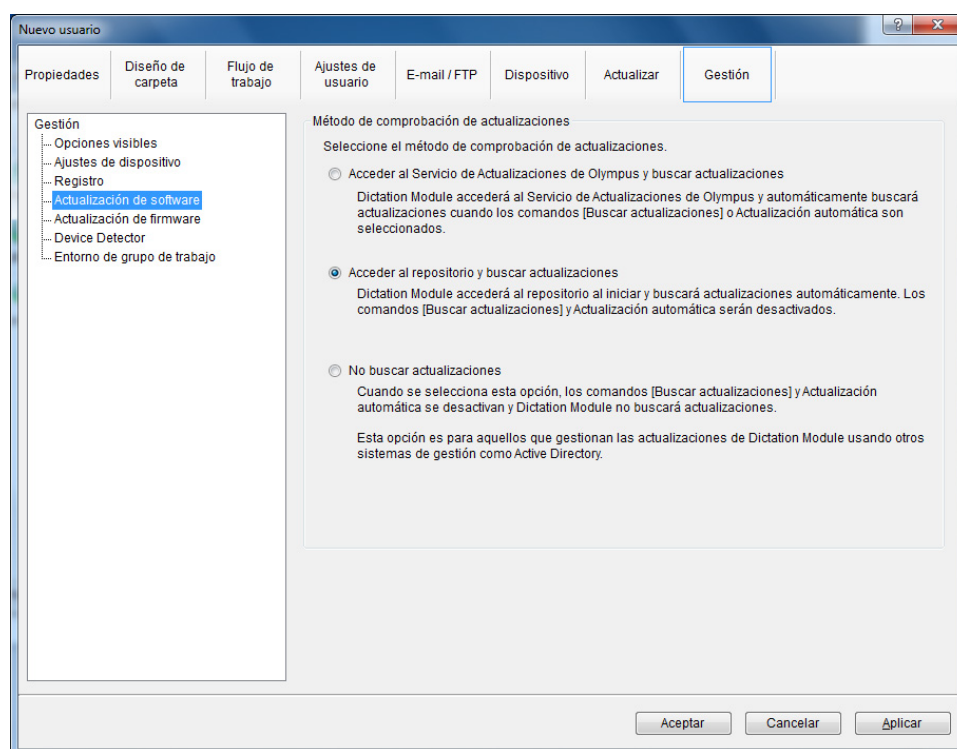 Nuevo usuario
Propiedades
Diseño de
carpeta
Flujo de
trabajo
Ajustes de
usuario
E-mail / FTP
Dispositivo
Actualizar
Gestión
Gestión
Opciones visibles
Ajustes de dispositivo
Registro
Actualización de software
Actualización de firmware
Device Detector
Entorno de grupo de trabajo
Método de comprobación de actualizaciones
Seleccione el método de comprobación de actualizaciones.
Acceder al Servicio de Actualizaciones de Olympus y buscar actualizaciones
Dictation Module accederá al Servicio de Actualizaciones de Olympus y automáticamente buscará
actualizaciones cuando los comandos [Buscar actualizaciones] o Actualización automática son
seleccionados.
Acceder al repositorio y buscar actualizaciones
Dictation Module accederá al repositorio al iniciar y buscará actualizaciones automáticamente. Los
comandos [Buscar actualizaciones] y Actualización automática serán desactivados.
No buscar actualizaciones
Cuando se selecciona esta opción, los comandos [Buscar actualizaciones] y Actualización
automática se desactivan y Dictation Module no buscará actualizaciones.
Esta opción es para aquellos que gestionan las actualizaciones de Dictation Module usando otros
sistemas de gestión como Active Directory.
Aceptar
Cancelar
Aplicar